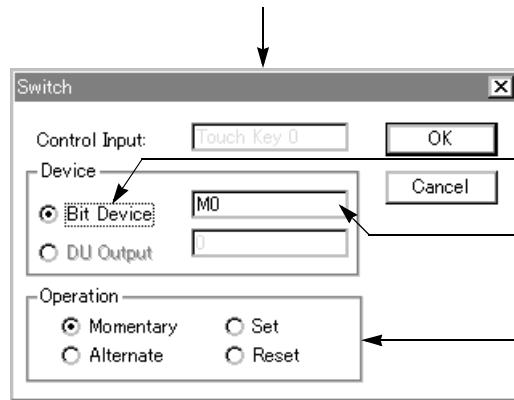 Switch
Control Input: Touch Key 0 OK
Device
Cancel
Bit Device M0
DU Output 0
Operation
Momentary Set
Alternate Reset